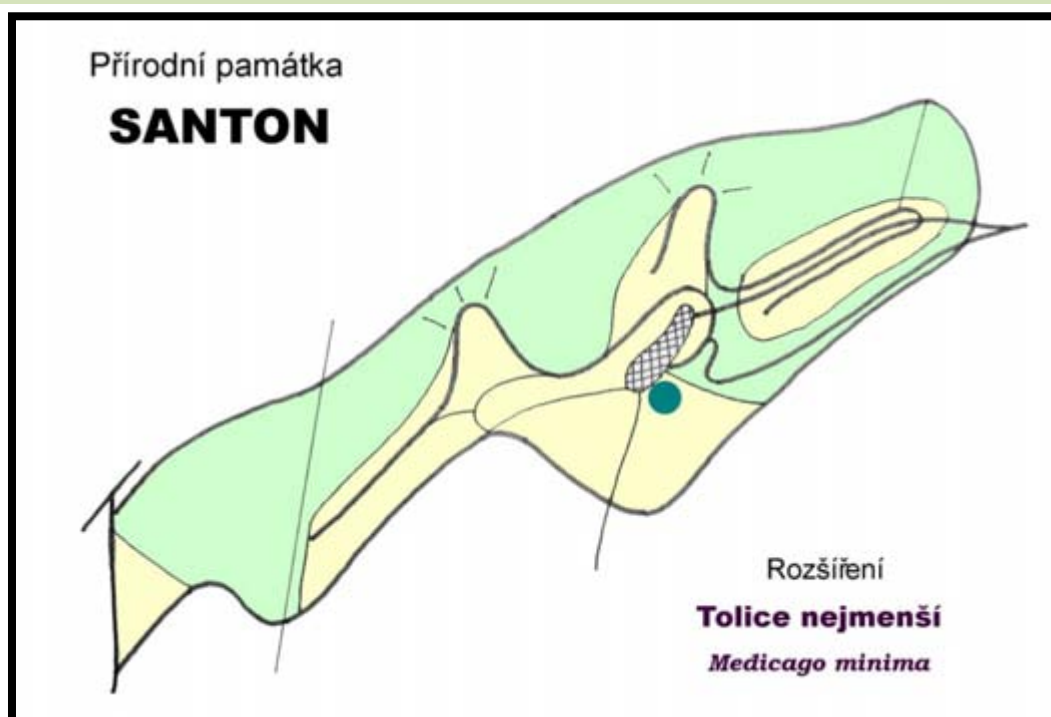 Přírodní památka
SANTON
Rozšíření
Tolice nejmenší
Medicago minima